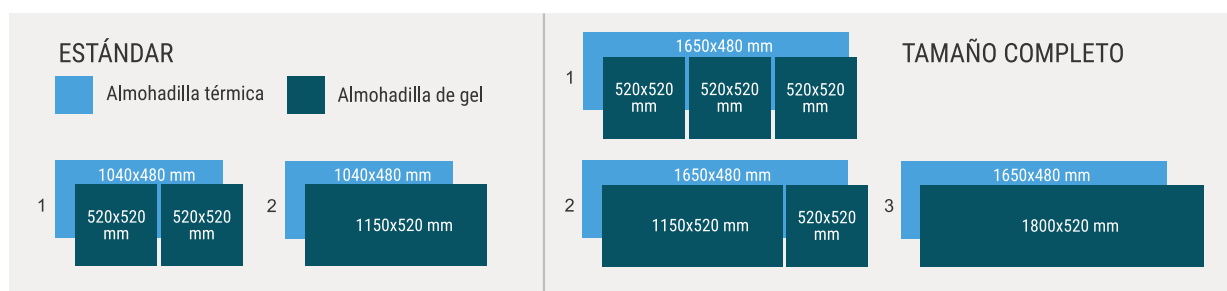 ESTÁNDAR
Almohadilla térmica
Almohadilla de gel
1
1040x480 mm
520x520
mm
520x520
mm
2
1040x480 mm
1150x520 mm
TAMAÑO COMPLETO
1
1650x480 mm
520x520
mm
520x520
mm
520x520
mm
2
1650x480 mm
1150x520 mm
520x520
mm
3
1650x480 mm
1800x520 mm